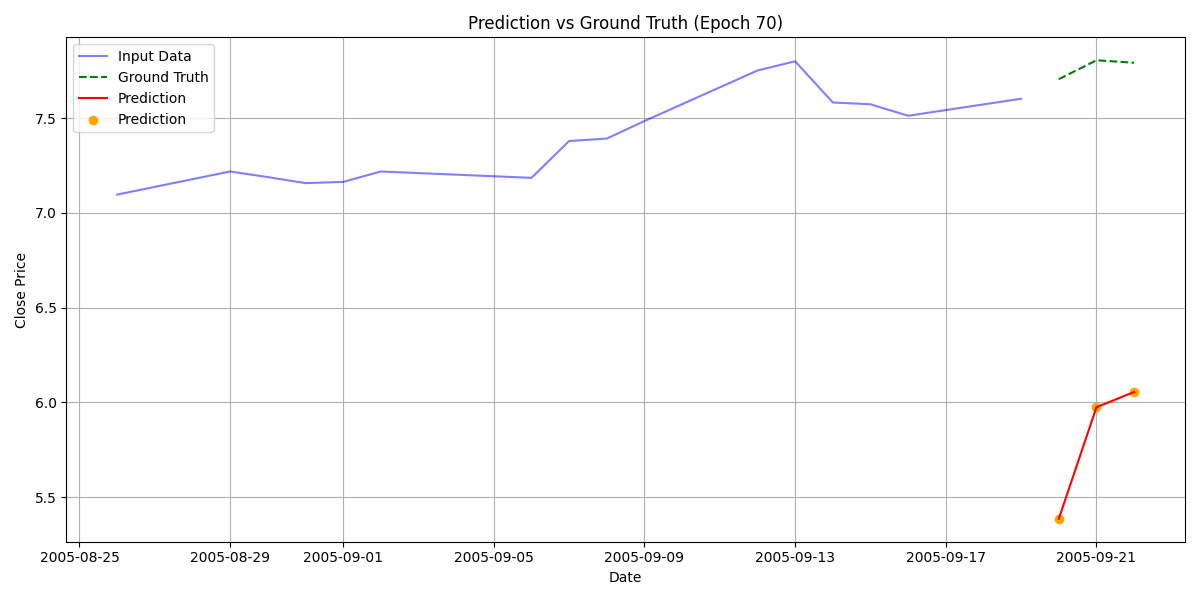 Prediction vs Ground Truth (Epoch 70)
Input Data
Ground Truth
Prediction
Prediction
7.5
7.0
6.5
6.0
5.5
Close Price
2005-08-25 2005-08-29 2005-09-01 2005-09-05 2005-09-09 2005-09-13 2005-09-17 2005-09-21
Date